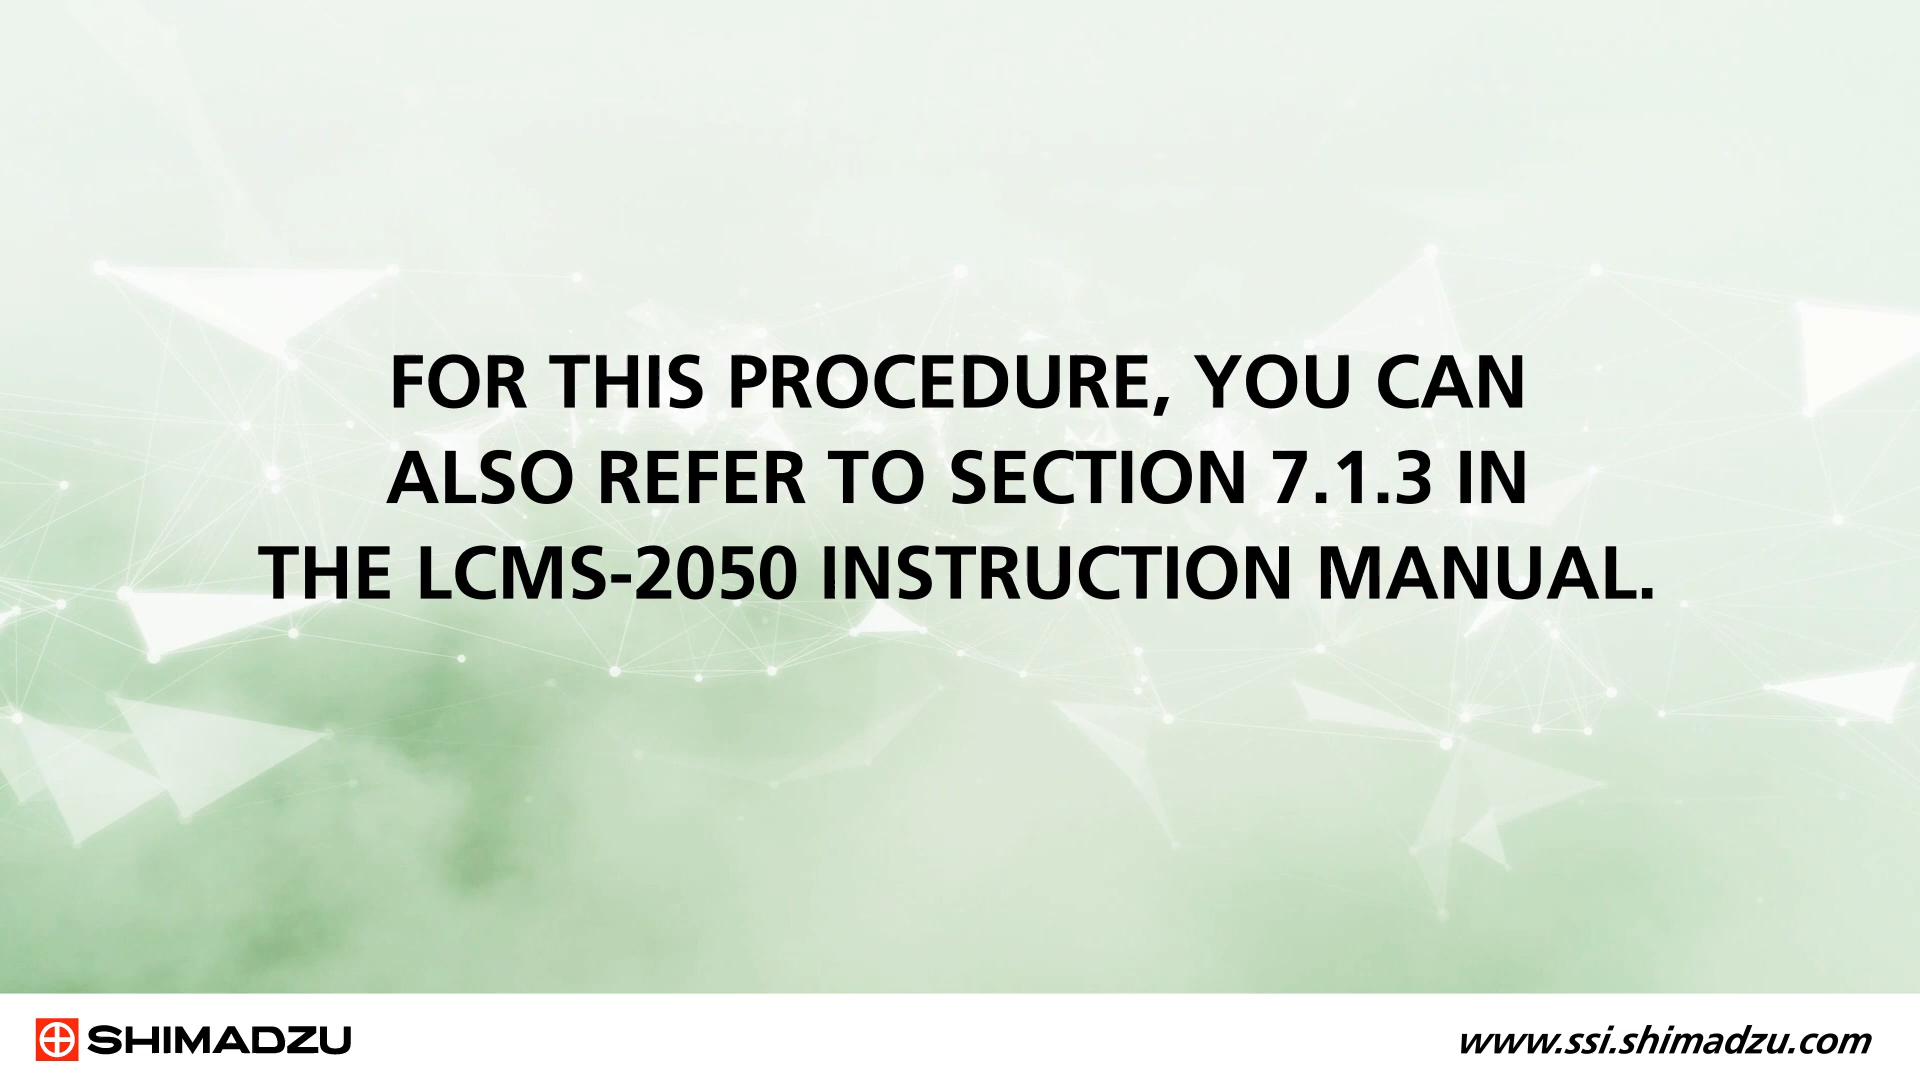 FOR THIS PROCEDURE, YOU CAN
ALSO REFER TO SECTION 7.1.3 IN
THE LCMS-2050 INSTRUCTION MANUAL.
SHIMADZU
www.ssi.shimadzu.com